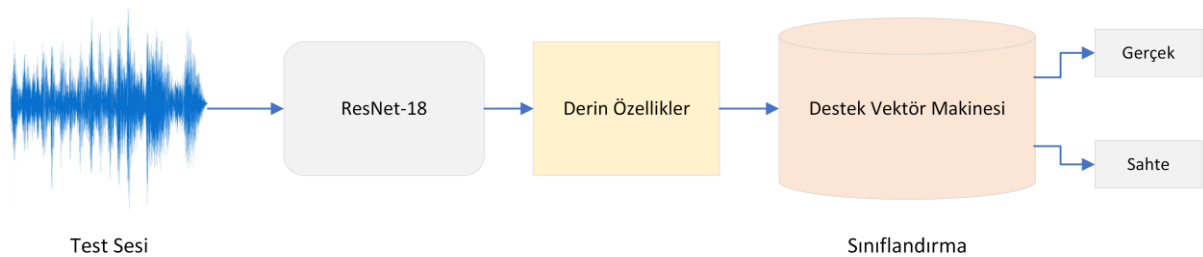 ResNet-18
Derin Özellikler
Destek Vektör Makinesi
Gerçek
Sahte
Test Sesi
Sınıflandırma